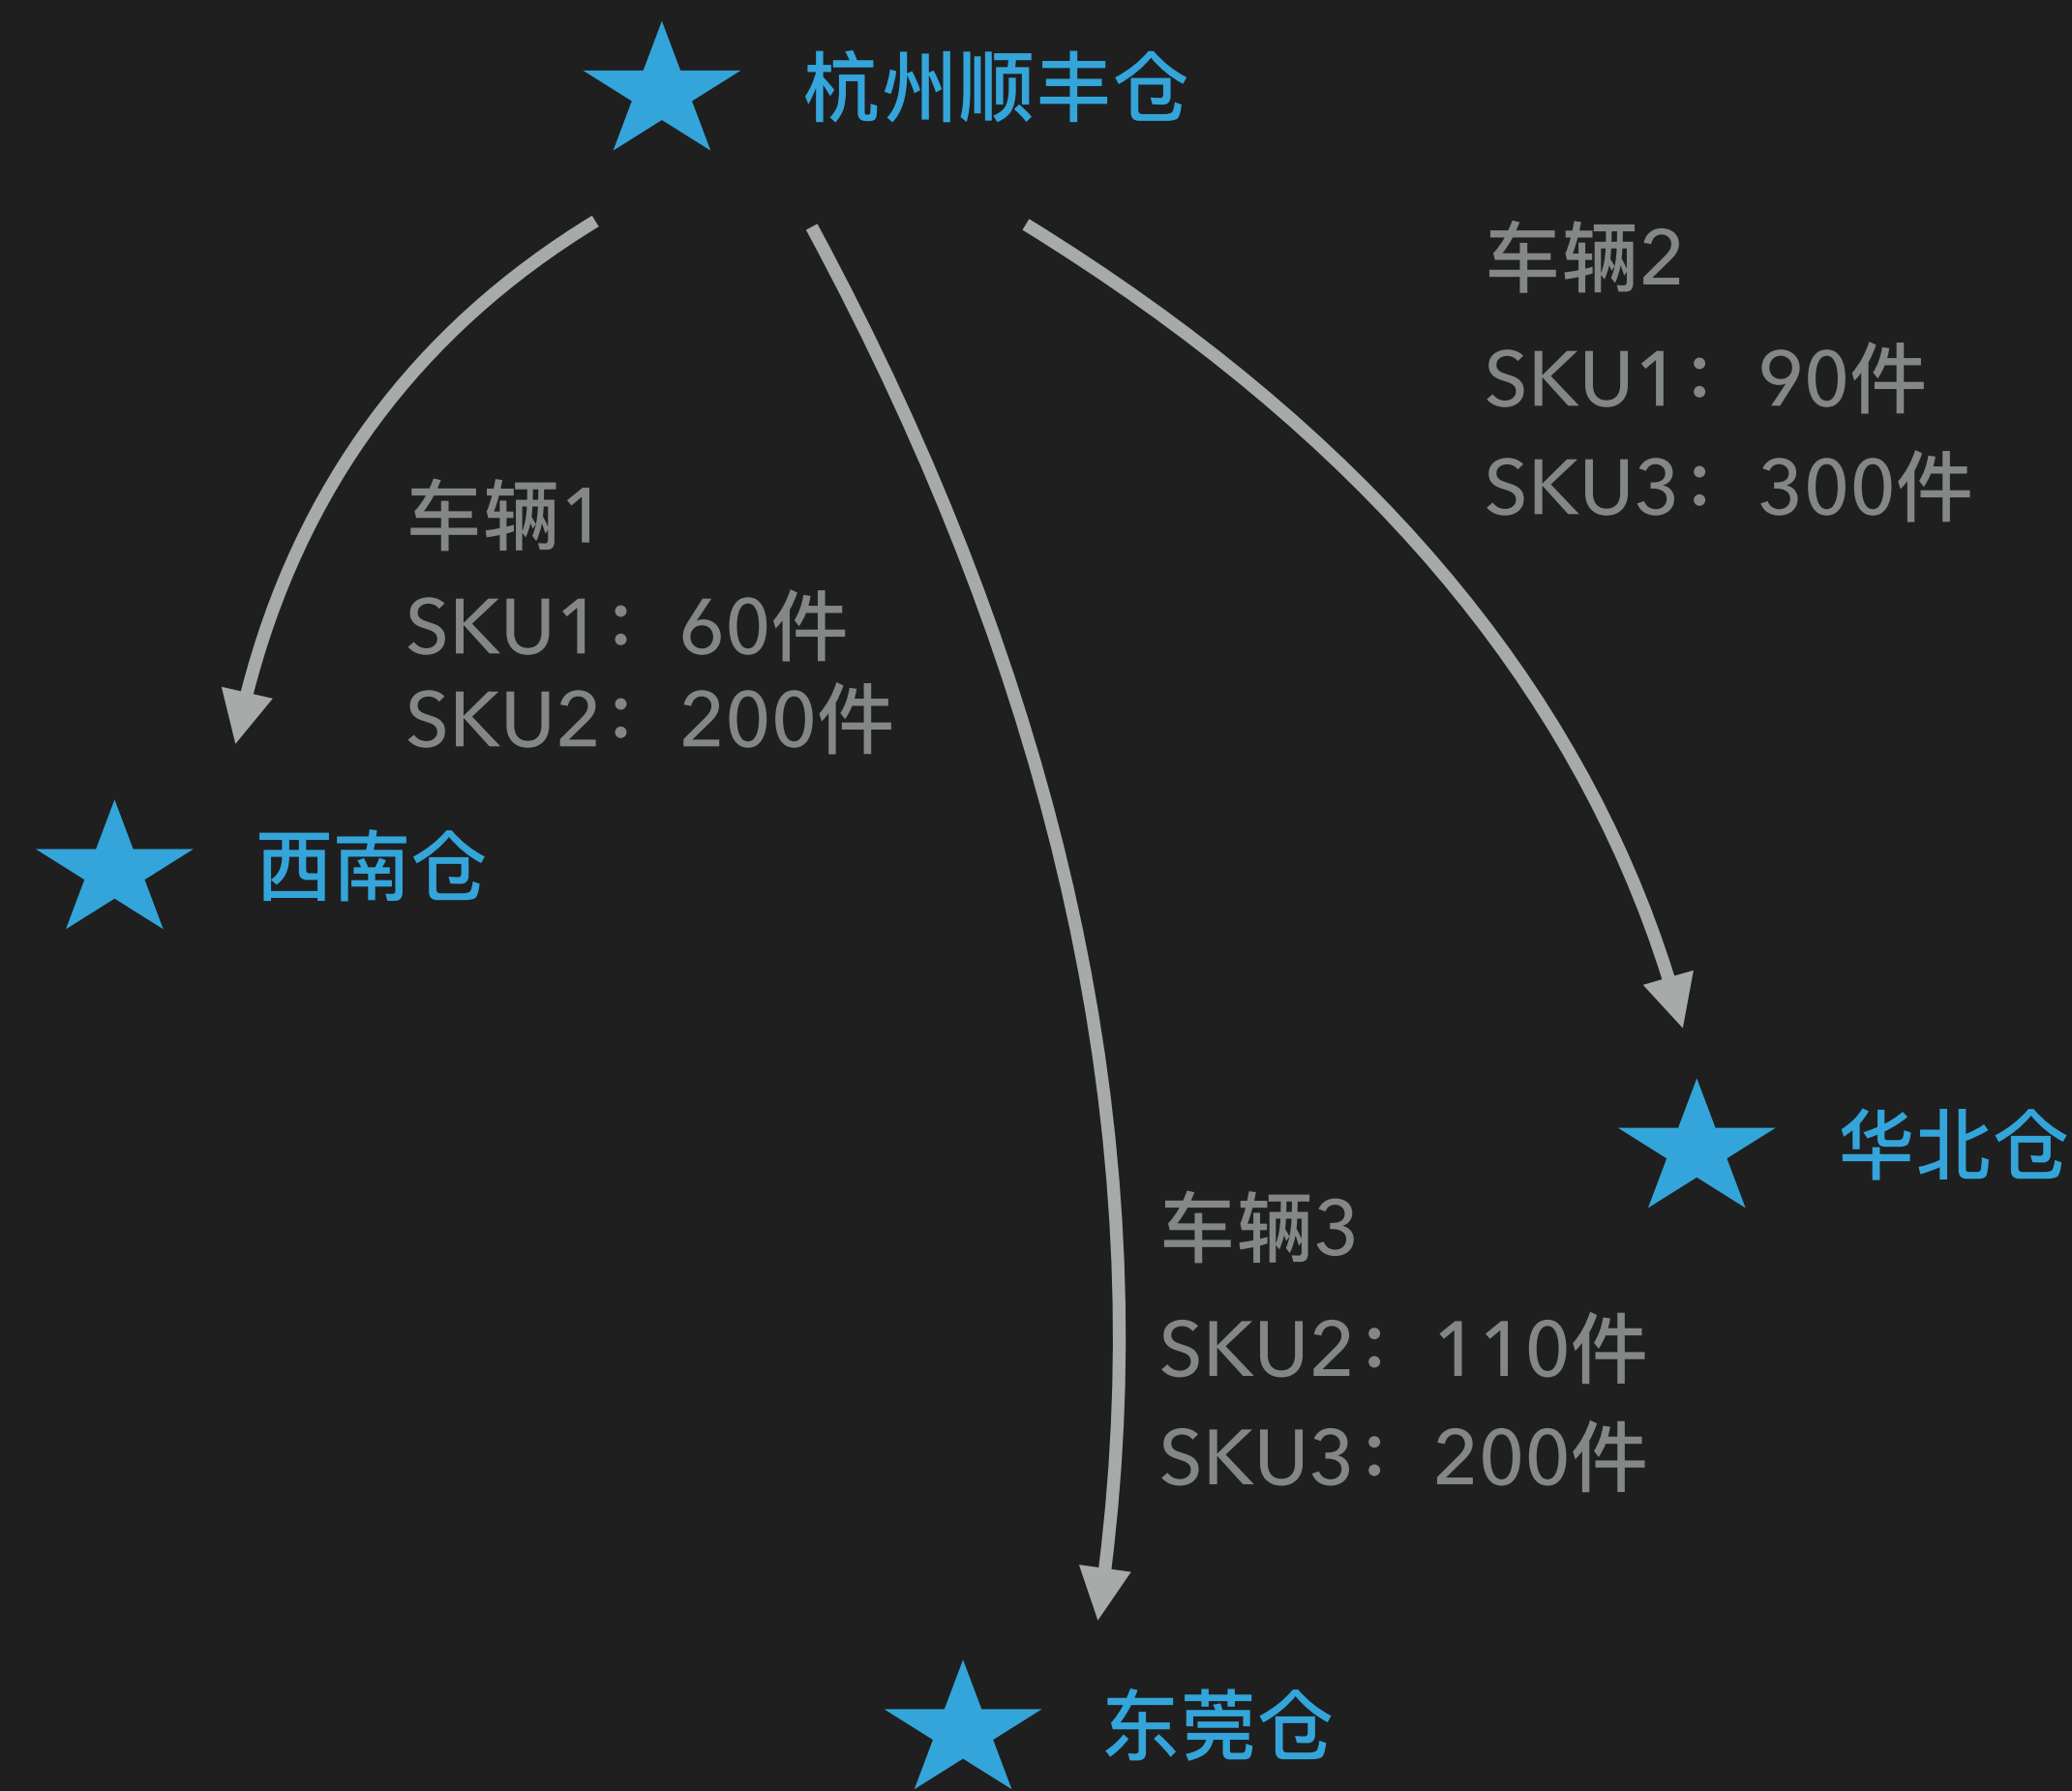 杭州顺丰仓
车辆2
SKU1： 90件
SKU3： 300件
车辆1
SKU1： 60件
SKU2： 200件
西南仓
华北仓
车辆3
SKU2： 110件
SKU3： 200件
东莞仓